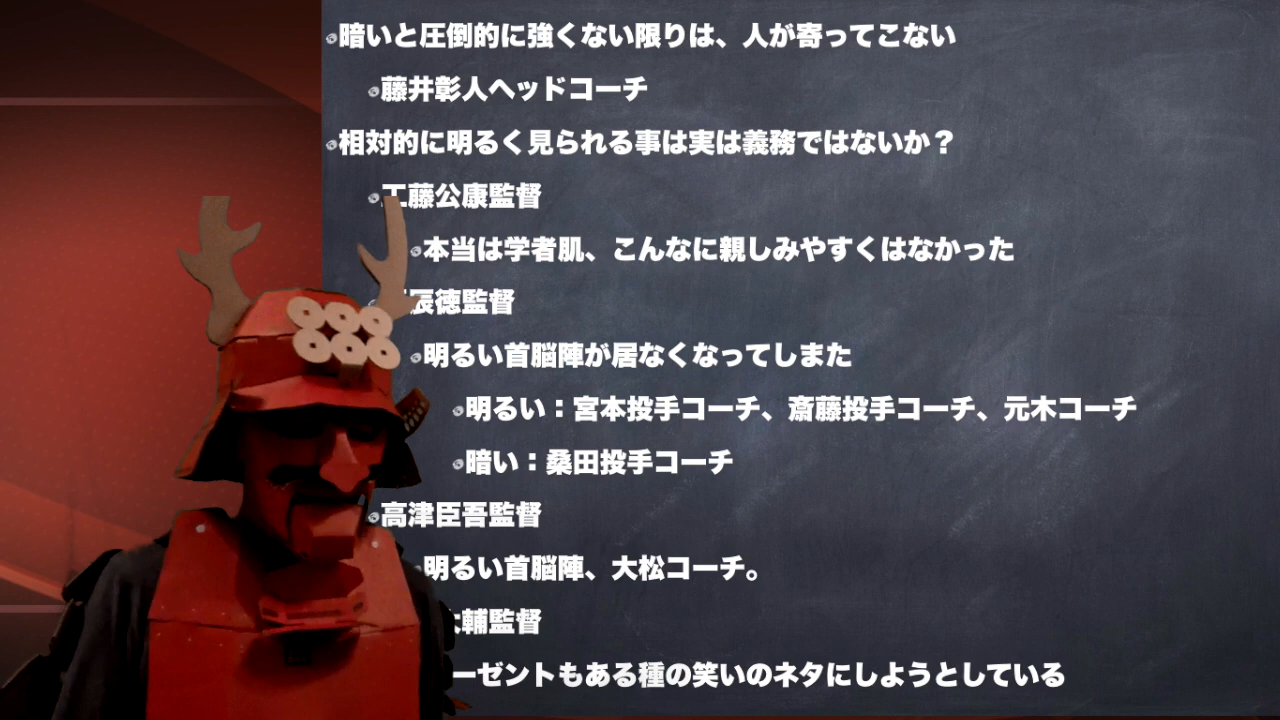 暗いと圧倒的に強くない限りは、人が寄ってこない
藤井彰人ヘッドコーチ
相対的に明るく見られる事は実は義務ではないか？
工藤公康監督
本当は学者肌、こんなに親しみやすくはなかった
辰徳監督
明るい首脳陣が居なくなってしまた
明るい：宮本投手コーチ、斎藤投手コーチ、元木コーチ
暗い：桑田投手コーチ
高津臣吾監督
明るい首脳陣、大松コーチ。
輔監督
ーゼントもある種の笑いのネタにしようとしている